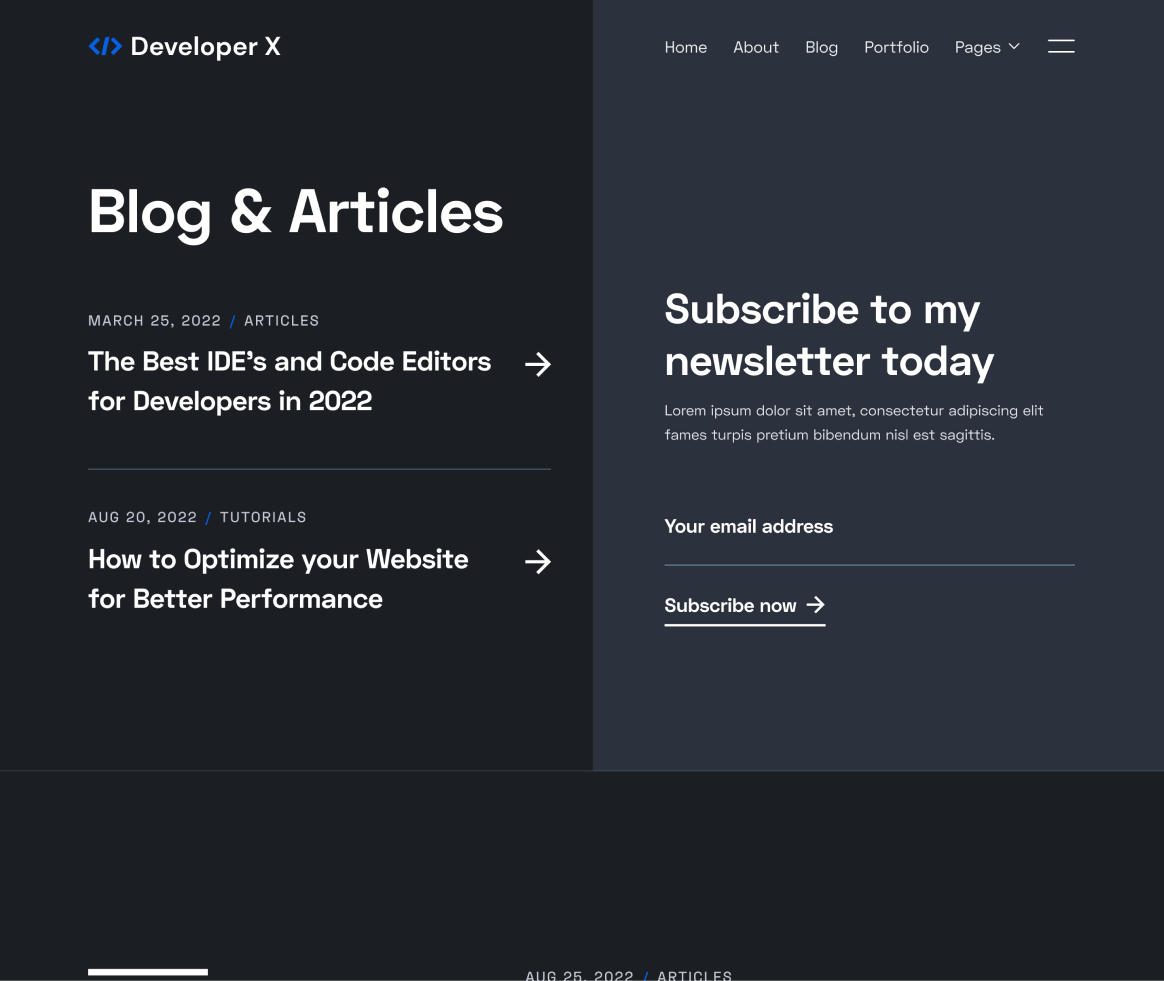 Developer X
Home About Blog Portfolio Pages
Blog & Articles
MARCH 25, 2022 / ARTICLES
The Best IDE's and Code Editors
for Developers in 2022
AUG 20, 2022 / TUTORIALS
How to Optimize your Website
for Better Performance
Subscribe to my
newsletter today
Lorem ipsum dolor sit amet, consectetur adipiscing elit
fames turpis pretium bibendum nisl est sagittis.
Your email address
Subscribe now
AUG 25, 2022 / ARTICLES